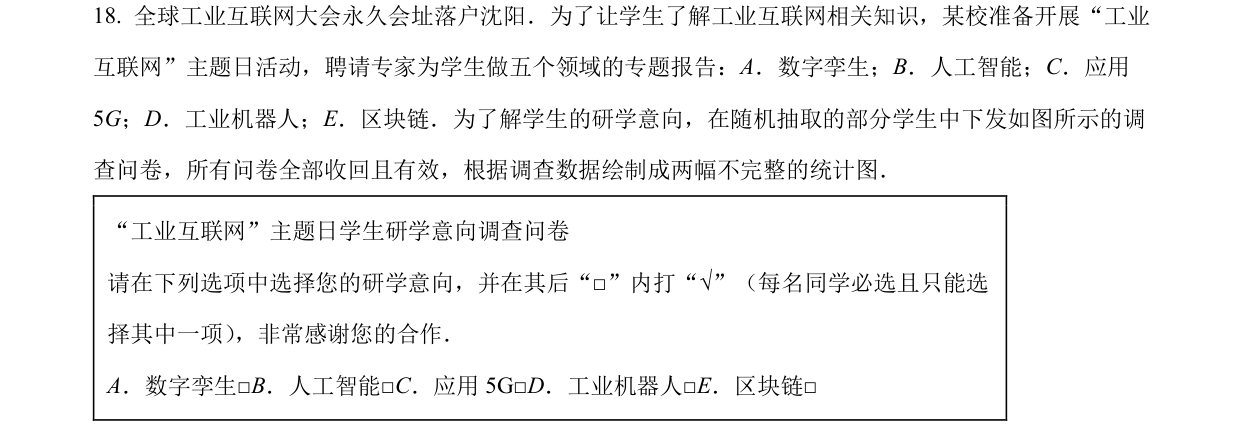 18. 全球工业互联网大会永久会址落户沈阳．为了让学生了解工业互联网相关知识，某校准备开展“工业
互联网”主题日活动，聘请专家为学生做五个领域的专题报告：A．数字孪生；B．人工智能；C．应用
5G；D．工业机器人；E．区块链．为了解学生的研学意向，在随机抽取的部分学生中下发如图所示的调
查问卷，所有问卷全部收回且有效，根据调查数据绘制成两幅不完整的统计图．
“工业互联网”主题日学生研学意向调查问卷
请在下列选项中选择您的研学意向，并在其后“□”内打“√”（每名同学必选且只能选
择其中一项），非常感谢您的合作．
A．数字孪生□B．人工智能□C．应用 5G□D．工业机器人□E．区块链□